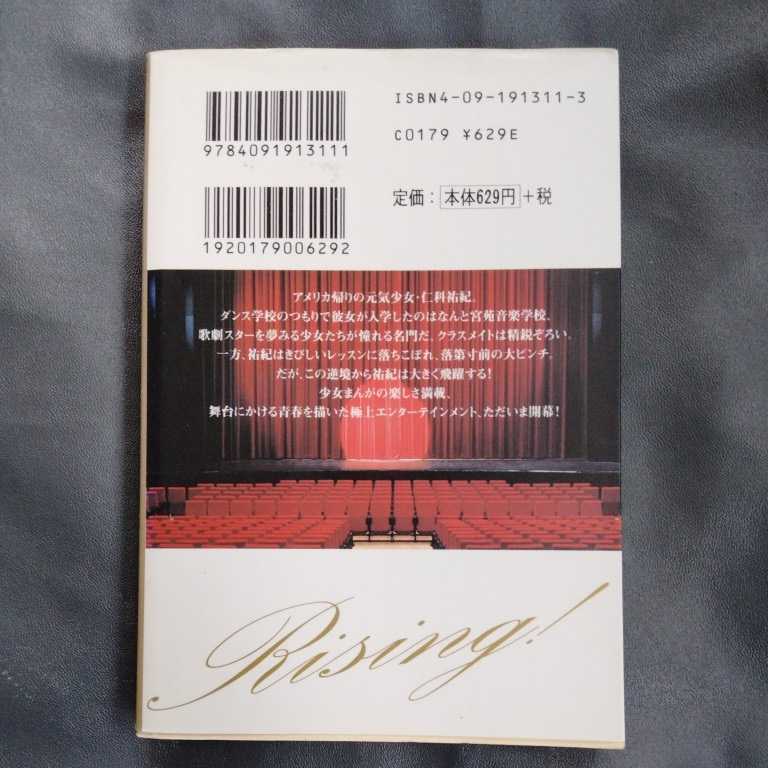 ISBN4-09-191311-3
9784091913111
C0179 ¥629E
定価：本体629円＋税
1920179006292
アメリカ帰りの元気少女・仁科祐紀。
ダンス学校のつもりで彼女が入学したのはなんと宮苑音楽学校。
歌劇スターを夢みる少女たちが憧れる名門だ。クラスメイトは精鋭ぞろい。
一方、祐紀はきびしいレッスンに落ちこぼれ、落第寸前の大ピンチ。
だが、この逆境から祐紀は大きく飛躍する！
少女まんがの楽しさ満載、
舞台にかける青春を描いた極上エンターテインメント、ただいま開幕！
Rising!